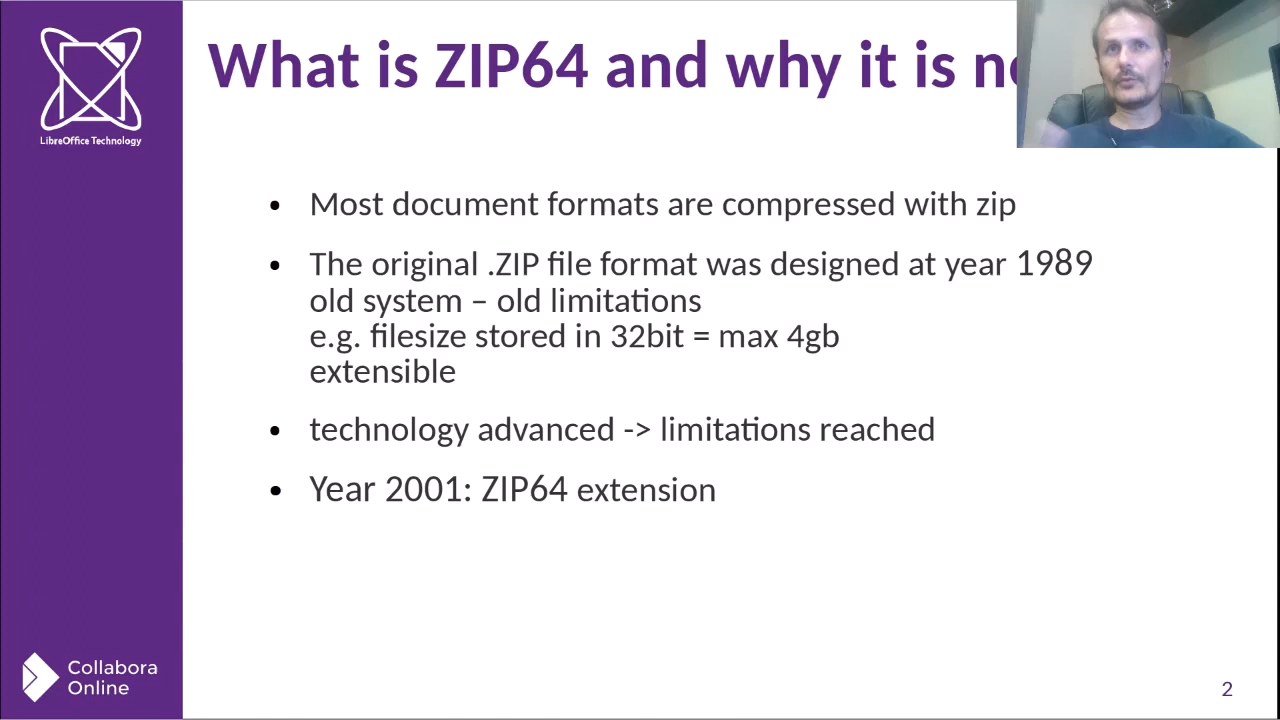 What is ZIP64 and why it is
LibreOffice Technology
Most document formats are compressed with zip
The original .ZIP file format was designed at year 1989
old system – old limitations
e.g. filesize stored in 32bit = max 4gb
extensible
technology advanced -> limitations reached
Year 2001: ZIP64 extension
Collabora
Online
2